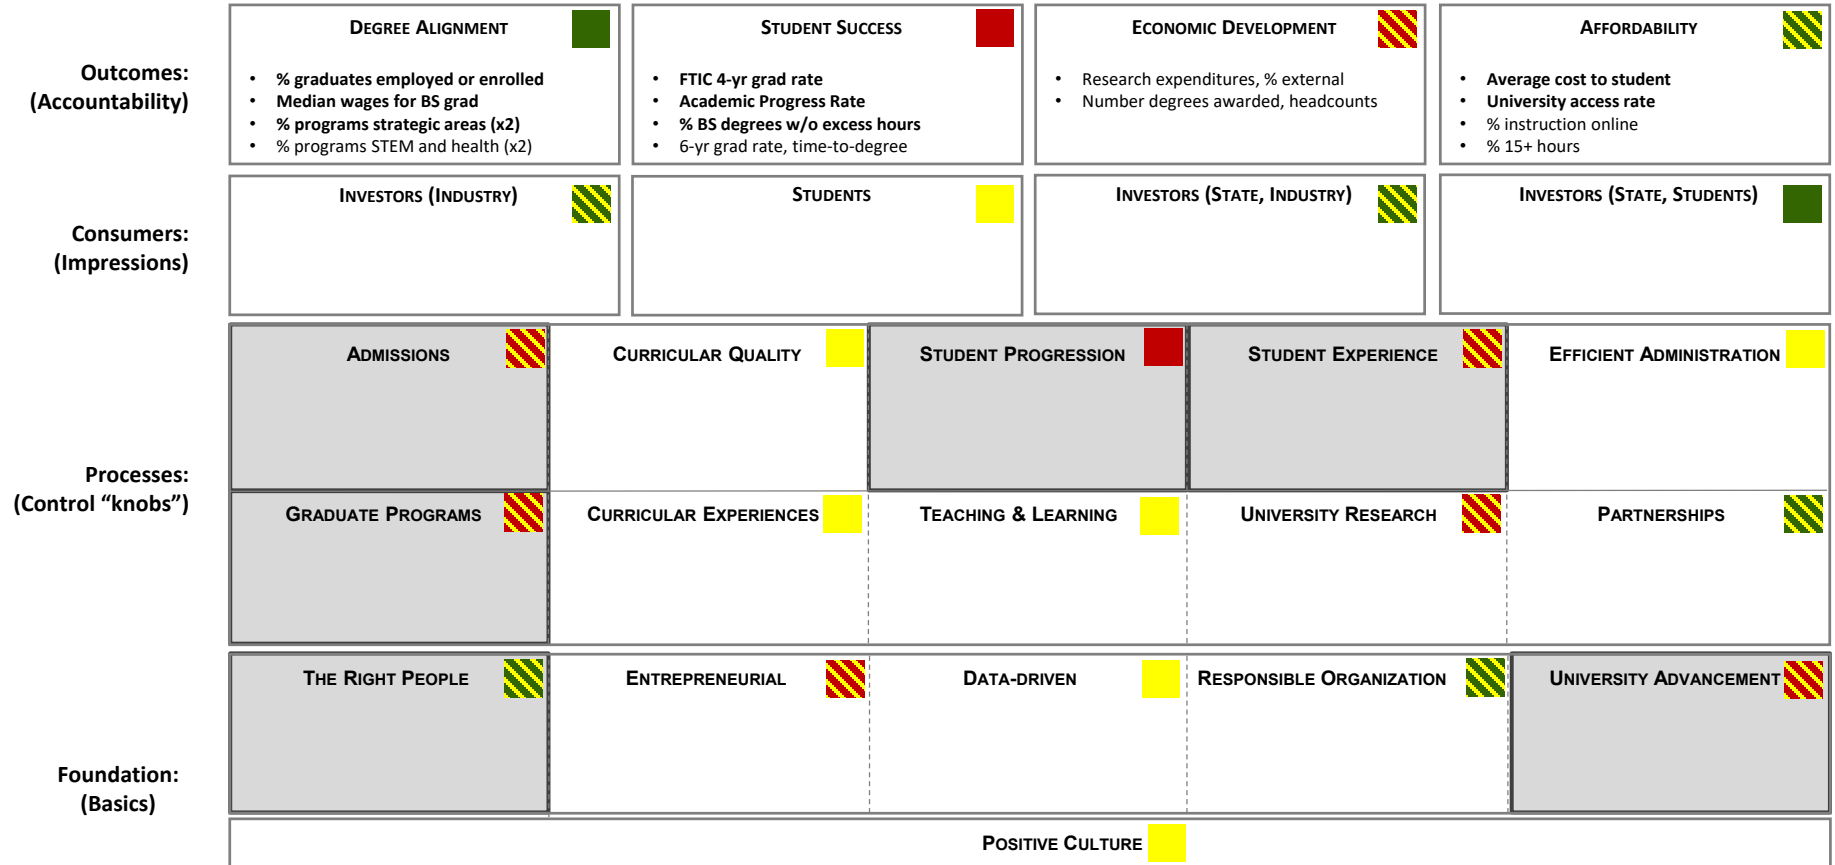 Outcomes:
(Accountability)
DEGREE ALIGNMENT
• % graduates employed or enrolled
• Median wages for BS grad
• % programs strategic areas (x2)
• % programs STEM and health (x2)
STUDENT SUCCESS
• FTIC 4-yr grad rate
• Academic Progress Rate
• % BS degrees w/o excess hours
• 6-yr grad rate, time-to-degree
ECONOMIC DEVELOPMENT
• Research expenditures, % external
• Number degrees awarded, headcounts
AFFORDABILITY
• Average cost to student
• University access rate
• % instruction online
• % 15+ hours
Consumers:
(Impressions)
INVESTORS (INDUSTRY)
STUDENTS
INVESTORS (STATE, INDUSTRY)
INVESTORS (STATE, STUDENTS)
Processes:
(Control “knobs”)
ADMISSIONS
CURRICULAR QUALITY
STUDENT PROGRESSION
STUDENT EXPERIENCE
EFFICIENT ADMINISTRATION
GRADUATE PROGRAMS
CURRICULAR EXPERIENCES
TEACHING & LEARNING
UNIVERSITY RESEARCH
PARTNERSHIPS
Foundation:
(Basics)
THE RIGHT PEOPLE
ENTREPRENEURIAL
DATA-DRIVEN
RESPONSIBLE ORGANIZATION
UNIVERSITY ADVANCEMENT
POSITIVE CULTURE